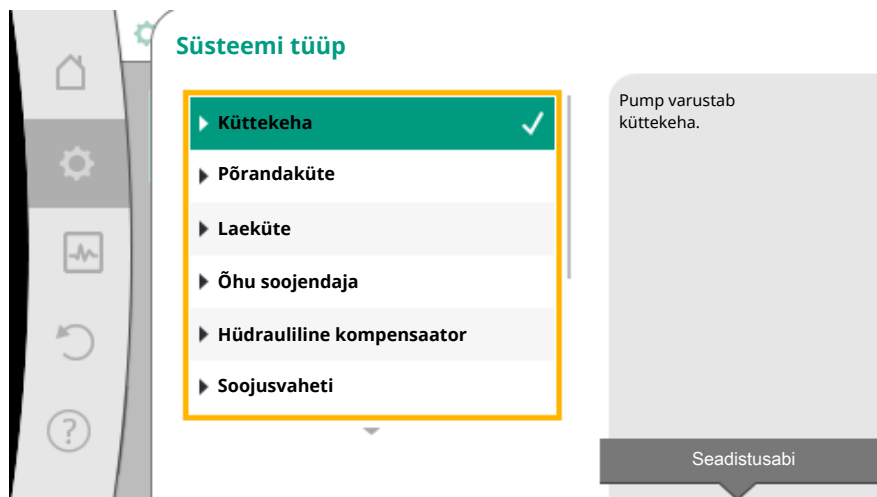 Süsteemi tüüp
Küttekeha
Põrandaküte
Laeküte
Õhu soojendaja
Hüdrauliline kompensaator
Soojusvaheti
Pump varustab
küttekeha.
Seadistusabi
?